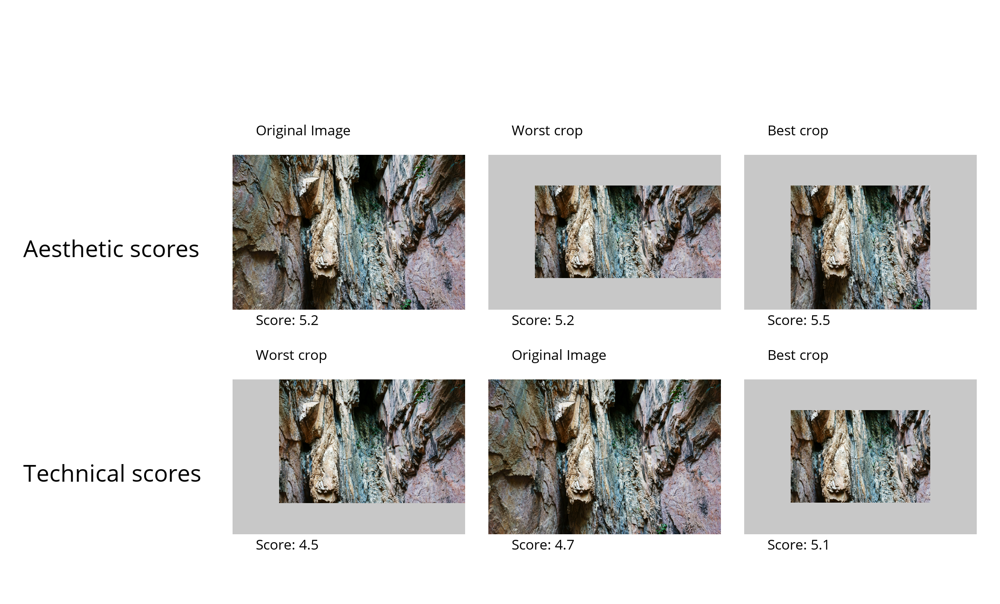 Original Image
Worst crop
Best crop
Aesthetic scores
Score: 5.2
Score: 5.2
Score: 5.5
Worst crop
Original Image
Best crop
Technical scores
Score: 4.5
Score: 4.7
Score: 5.1